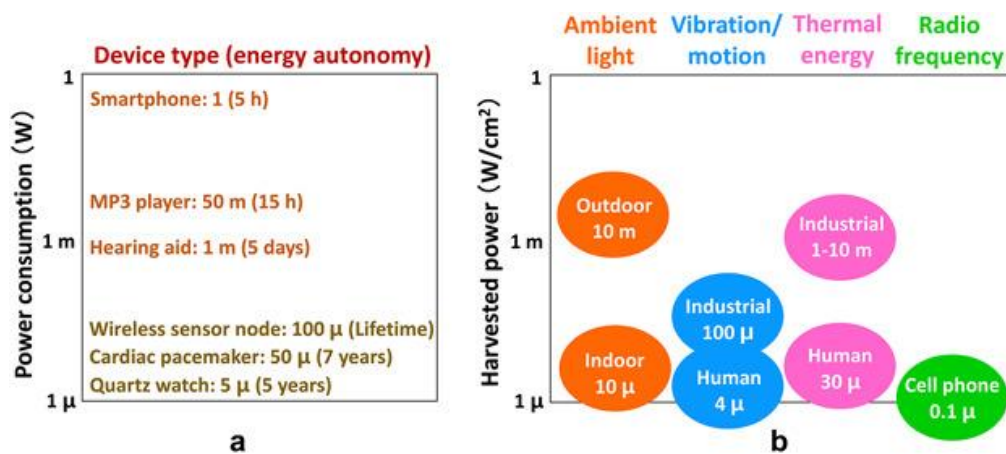 Device type (energy autonomy)
Power consumption (W)
1
1 m
1 µ
Smartphone: 1 (5 h)
MP3 player: 50 m (15 h)
Hearing aid: 1 m (5 days)
Wireless sensor node: 100 µ (Lifetime)
Cardiac pacemaker: 50 µ (7 years)
Quartz watch: 5 µ (5 years)
a
Ambient
light
Vibration/
motion
Thermal
energy
Radio
frequency
Harvested power (W/cm²)
1
1 m
1 µ
Outdoor
10 m
Indoor
10 µ
Industrial
100 µ
Human
4 µ
Industrial
1-10 m
Human
30 µ
Cell phone
0.1 µ
b